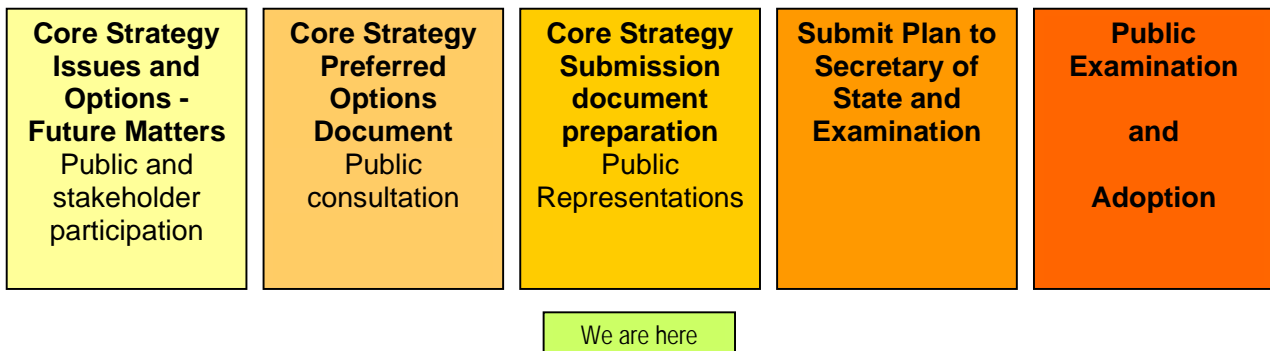 Core Strategy
Issues and
Options -
Future Matters
Public and
stakeholder
participation
Core Strategy
Preferred
Options
Document
Public
consultation
Core Strategy
Submission
document
preparation
Public
Representations
Submit Plan to
Secretary of
State and
Examination
Public
Examination
and
Adoption
We are here